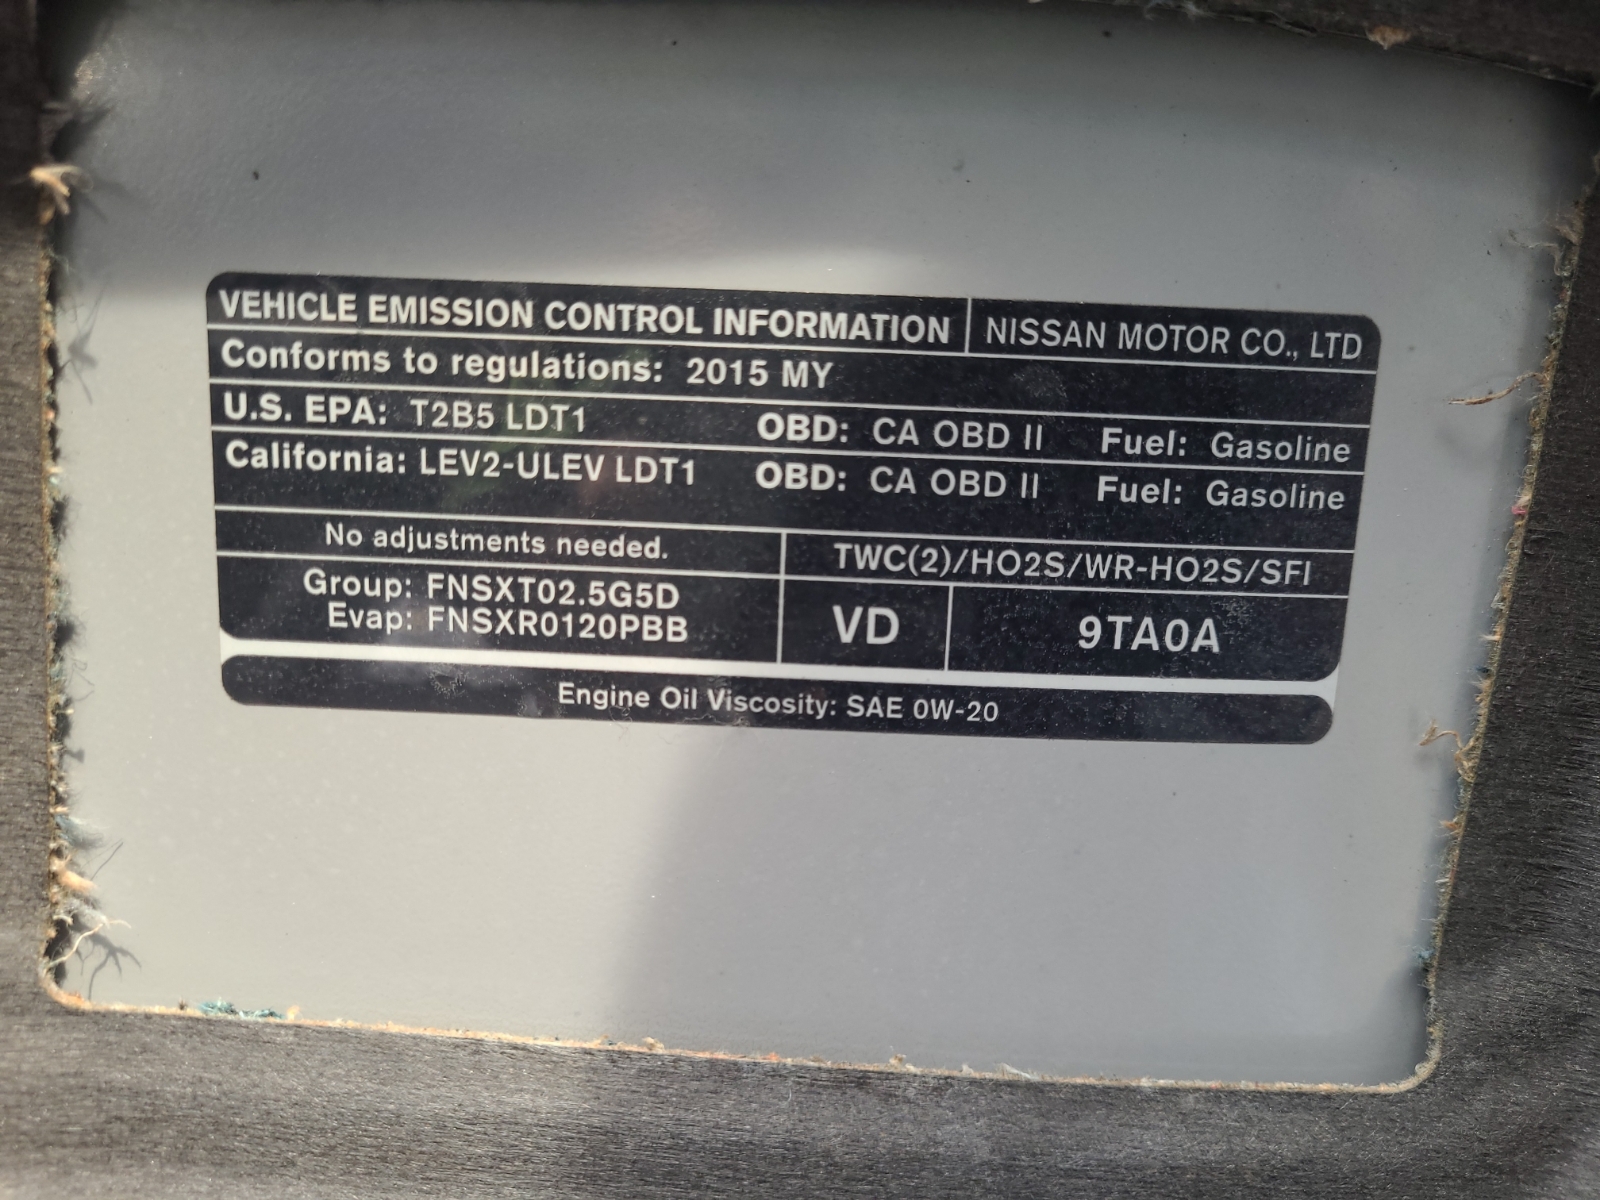 VEHICLE EMISSION CONTROL INFORMATION NISSAN MOTOR CO., LTD
Conforms to regulations: 2015 MY
U.S. EPA: T2B5 LDT1 OBD: CA OBD II Fuel: Gasoline
California: LEV2-ULEV LDT1 OBD: CA OBD II Fuel: Gasoline
No adjustments needed. TWC(2)/HO2S/WR-HO2S/SFI
Group: FNSXT02.5G5D
Evap: FNSXR0120PBB
VD 9TA0A
Engine Oil Viscosity: SAE 0W-20